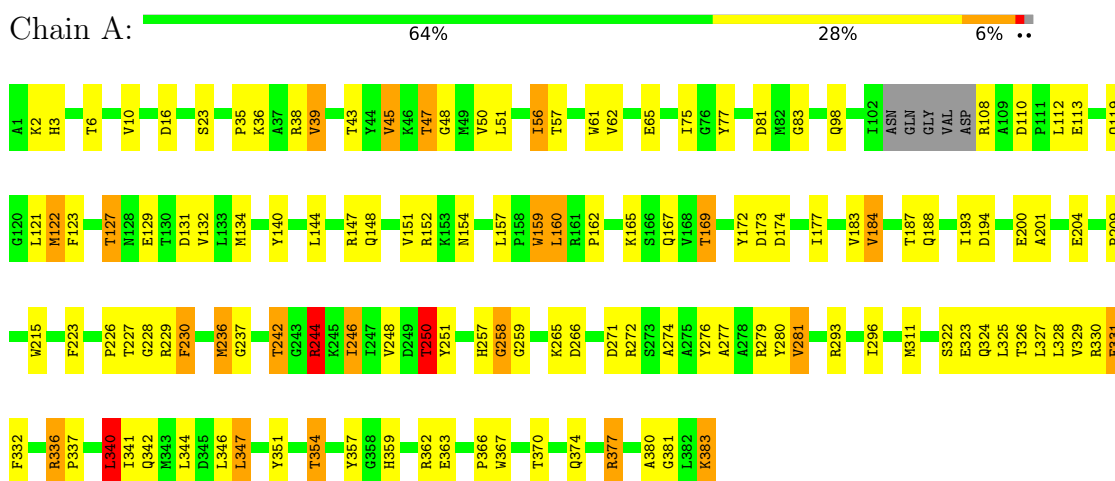 Chain A:
64% 28% 6% ••
A1 K2 H3 T6 V10 D16 S23 P35 K36 A37 R38 V39 T43 Y44 V45 K46 T47 G48 M49 V50 L51 I56 T57 W61 V62 E65 I75 G76 Y77 D81 M82 G83 Q98 I102 ASN GLN GLY VAL ASP R108 A109 D110 P111 L112 E113
G120 L121 M122 F123 T127 N128 E129 T130 D131 V132 L133 M134 Y140 L144 R147 Q148 V151 R152 K153 N154 L157 P158 W159 L160 R161 P162 K165 S166 Q167 V168 T169 Y172 D173 D174 I177 V183 V184 T187 Q188 I193 D194 E200 A201 E204
W215 F223 P226 T227 G228 R229 F230 M236 G237 T242 G243 R244 K245 I246 I247 V248 D249 T250 Y251 H257 G258 G259 K265 D266 D271 R272 S273 A274 A275 Y276 A277 A278 R279 Y280 V281 R293 I296 M311 S322 E323 Q324 L325 T326 L327 L328 V329 R330
F332 R336 P337 L340 I341 Q342 M343 L344 D345 L346 L347 Y351 T354 Y357 G358 H359 R362 E363 P366 W367 T370 Q374 R377 A380 G381 L382 K383